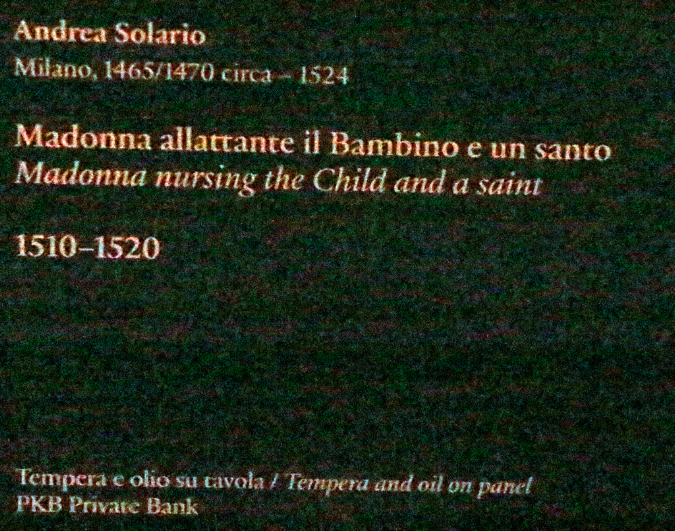 Andrea Solario
Milano, 1465/1470 circa – 1524
Madonna allattante il Bambino e un santo
Madonna nursing the Child and a saint
1510–1520
Tempera e olio su tavola / Tempera and oil on panel
PKB Private Bank